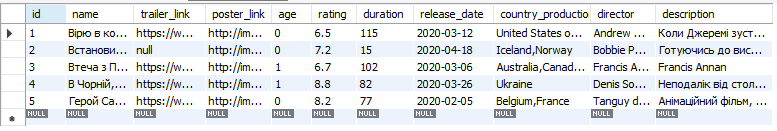 id name trailer_link poster_link age rating duration release_date country_production director description
1 Вірю в ко... https://w... http://im... 0 6.5 115 2020-03-12 United States o... Andrew ... Коли Джеремі зуст...
2 Встанови... null http://im... 0 7.2 15 2020-04-18 Iceland,Norway Bobbie P... Готуючись до вис...
3 Втеча з П... https://w... http://im... 1 6.7 102 2020-03-06 Australia,Canad... Francis A... Francis Annan
4 В Чорній,... https://w... http://im... 1 8.8 82 2020-03-26 Ukraine Denis So... Неподалік від стол...
5 Герой Са... https://w... http://im... 0 8.2 77 2020-02-05 Belgium,France Tanguy d... Анімаційний фільм, ...
NULL NULL NULL NULL NULL NULL NULL NULL NULL NULL NULL